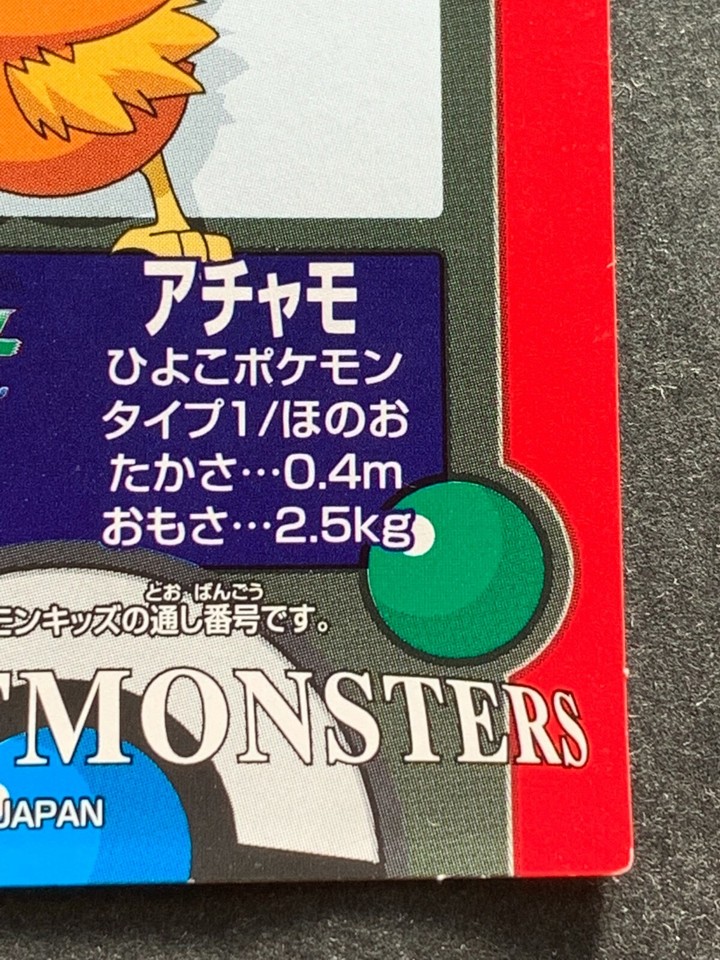 アチャモ
ひよこポケモン
タイプ1/ほのお
たかさ…0.4m
おもさ…2.5kg
とお ばんごう
モンキッズの通し番号です。
TMONSTERS
JAPAN